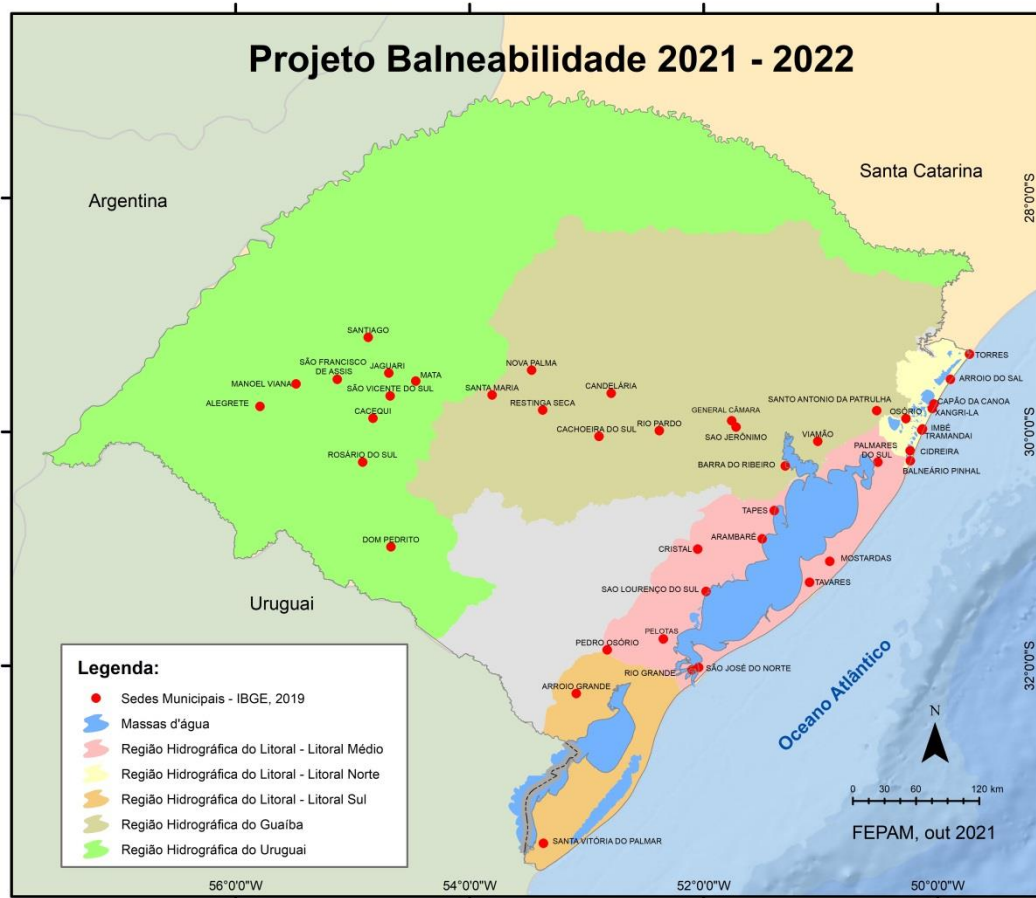 Projeto Balneabilidade 2021 - 2022
Argentina
Santa Catarina
28°0'0"S
SANTIAGO
SÃO FRANCISCO
DE ASSIS
JAGUARI
MATA
MANOEL VIANA
SÃO VICENTE DO SUL
ALEGRETE
CACEQUI
ROSÁRIO DO SUL
DOM PEDRITO
NOVA PALMA
SANTA MARIA
RESTINGA SECA
CANDELÁRIA
CACHOEIRA DO SUL
RIO PARDO
GENERAL CÂMARA
SAO JERÔNIMO
SANTO ANTONIO DA PATRULHA
VIAMÃO
BARRA DO RIBEIRO
TORRES
ARROIO DO SAL
CAPÃO DA CANOA
XANGRI-LA
OSÓRIO
IMBÉ
TRAMANDAI
CIDREIRA
BALNEÁRIO PINHAL
PALMARES
DO SUL
30°0'0"S
TAPES
ARAMBARÉ
CRISTAL
MOSTARDAS
TAVARES
SAO LOURENÇO DO SUL
PELOTAS
PEDRO OSÓRIO
RIO GRANDE
SÃO JOSÉ DO NORTE
ARROIO GRANDE
SANTA VITÓRIA DO PALMAR
32°0'0"S
Uruguai
Oceano Atlântico
Legenda:
Sedes Municipais - IBGE, 2019
Massas d'água
Região Hidrográfica do Litoral - Litoral Médio
Região Hidrográfica do Litoral - Litoral Norte
Região Hidrográfica do Litoral - Litoral Sul
Região Hidrográfica do Guaíba
Região Hidrográfica do Uruguai
N
0 30 60 120 km
FEPAM, out 2021
56°0'0"W
54°0'0"W
52°0'0"W
50°0'0"W